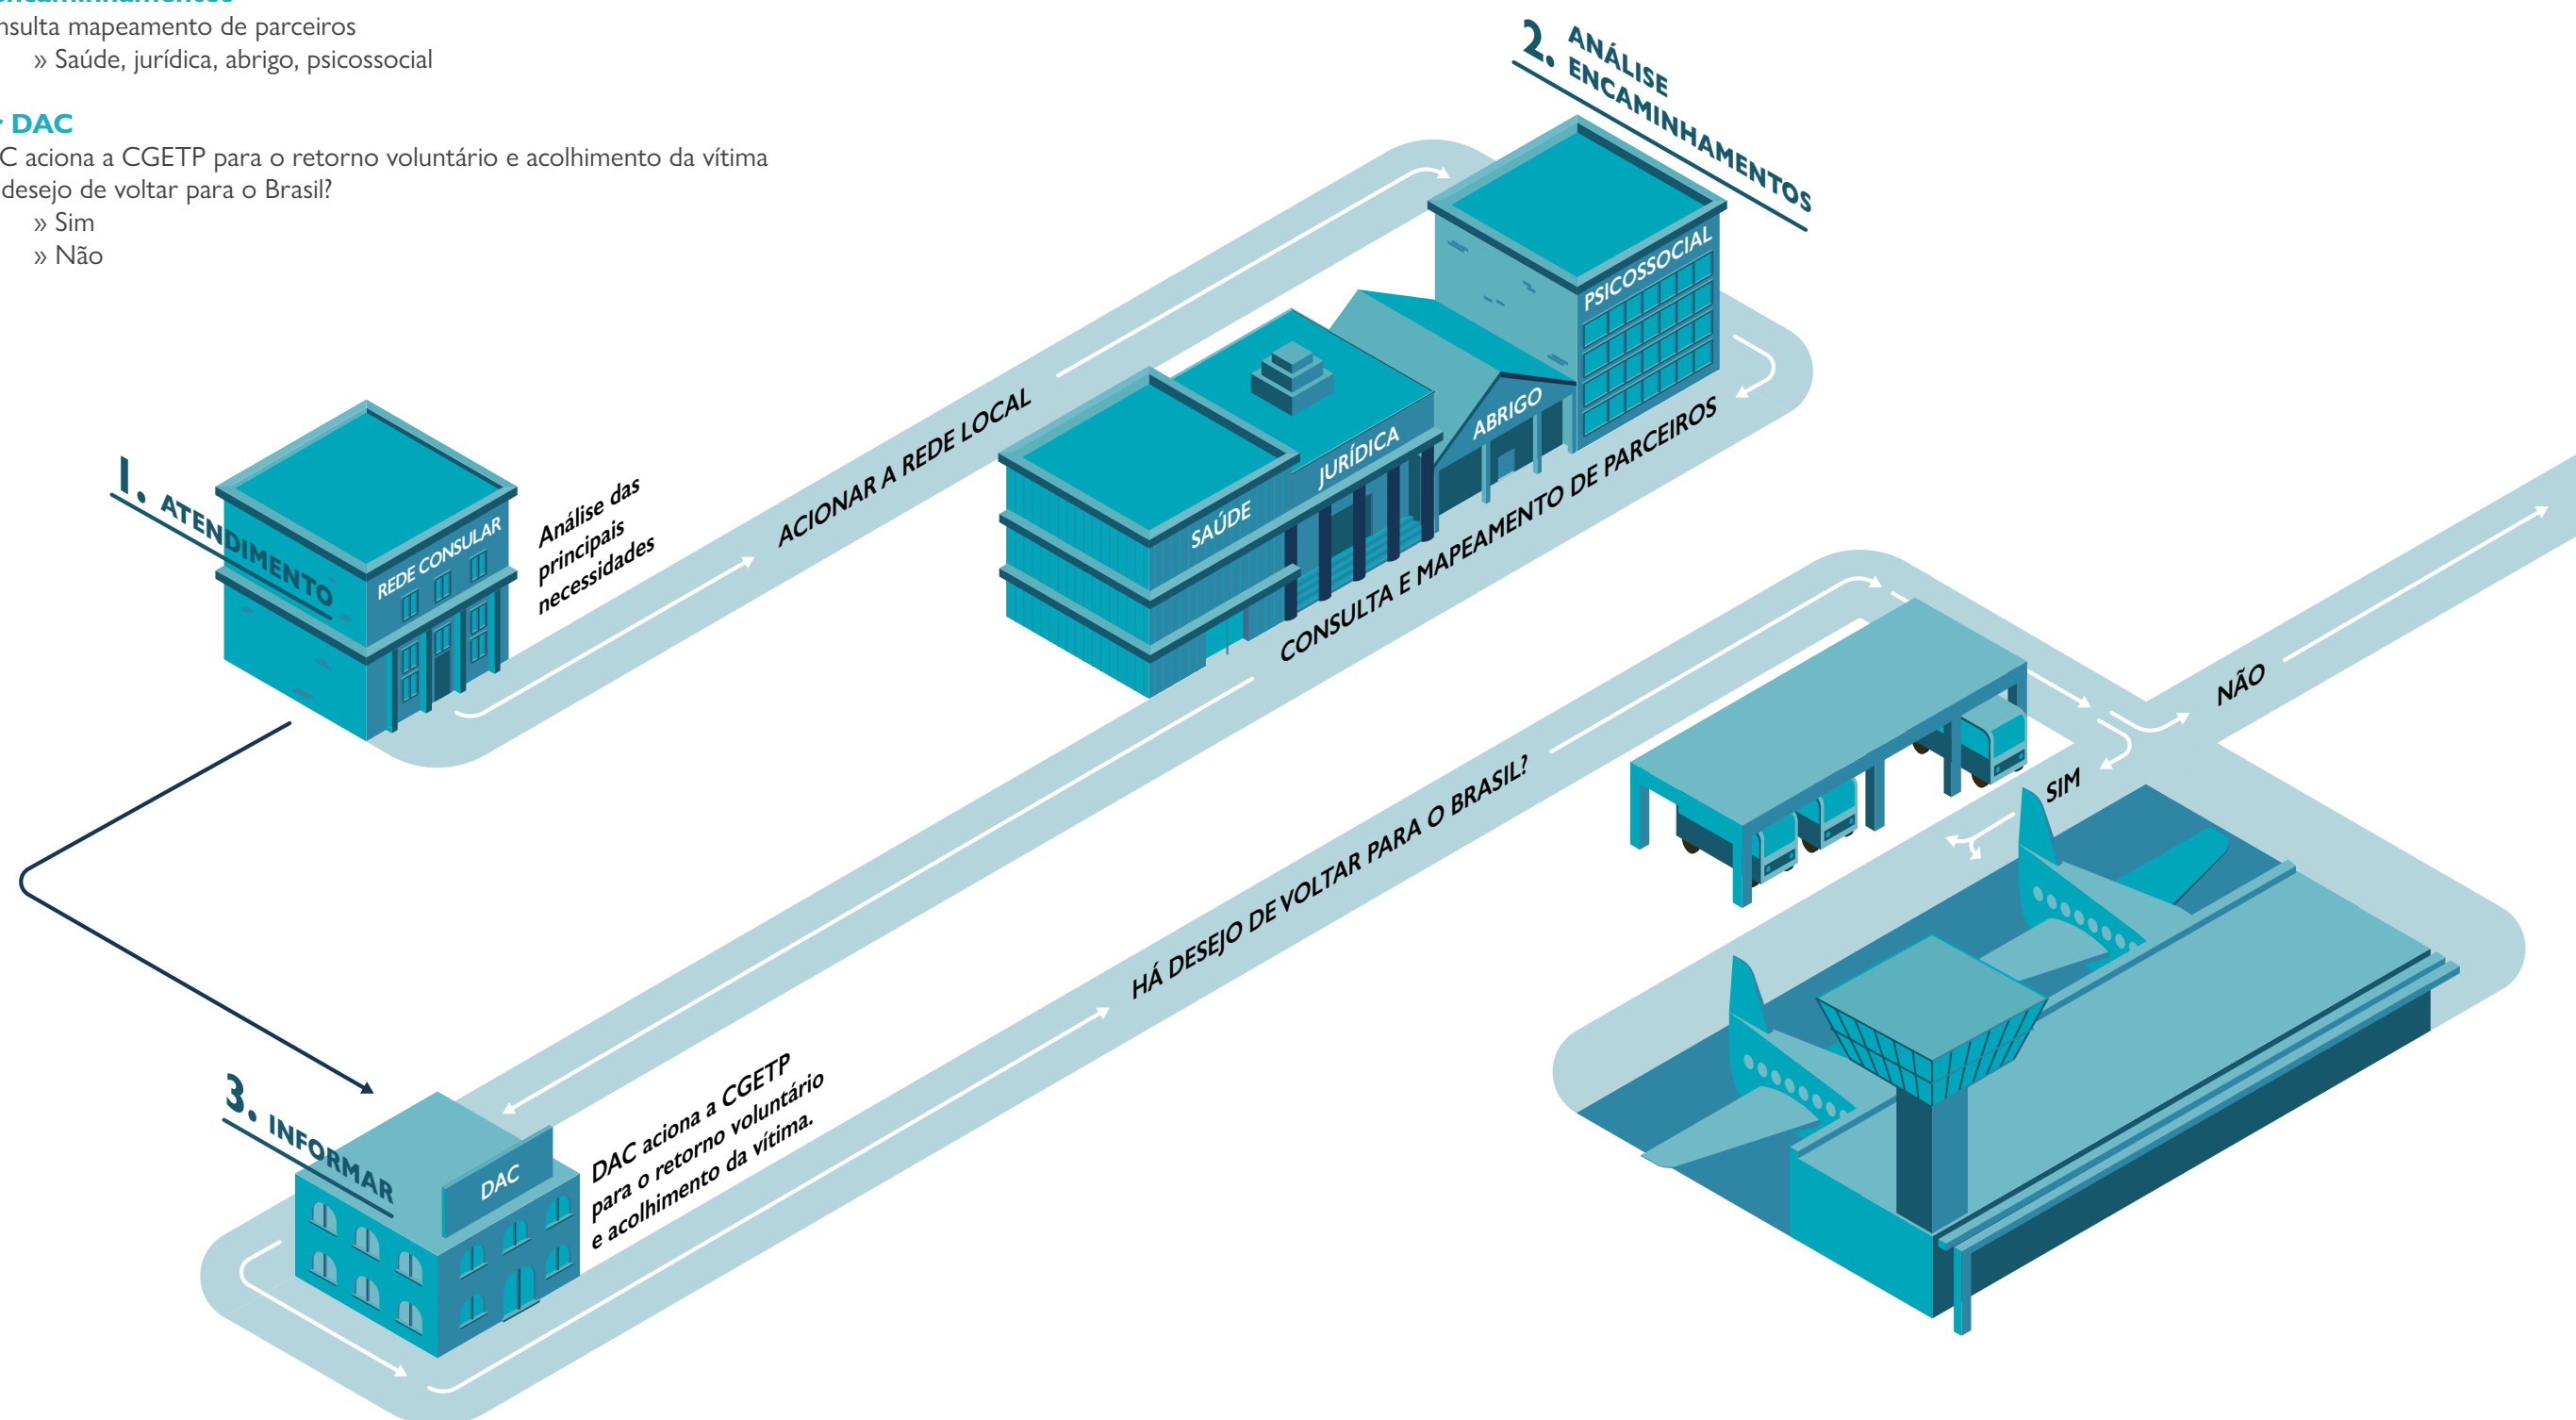 encaminhamentos
nsulta mapeamento de parceiros
» Saúde, jurídica, abrigo, psicossocial
r DAC
C aciona a CGETP para o retorno voluntário e acolhimento da vítima
desejo de voltar para o Brasil?
» Sim
» Não
1. ATENDIMENTO
REDE CONSULAR
Análise das
principais
necessidades
ACIONAR A REDE LOCAL
2. ANÁLISE
ENCAMINHAMENTOS
SAÚDE
JURÍDICA
ABRIGO
PSICOSSOCIAL
CONSULTA E MAPEAMENTO DE PARCEIROS
3. INFORMAR
DAC
DAC aciona a CGETP
para o retorno voluntário
e acolhimento da vítima.
HÁ DESEJO DE VOLTAR PARA O BRASIL?
NÃO
SIM